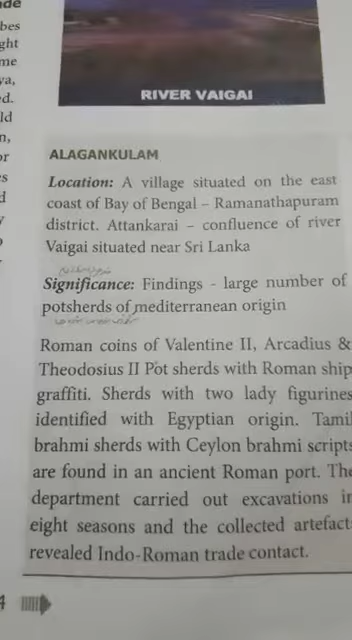 RIVER VAIGAI
ALAGANKULAM
Location: A village situated on the east
coast of Bay of Bengal – Ramanathapuram
district. Attankarai – confluence of river
Vaigai situated near Sri Lanka
Significance: Findings - large number of
potsherds of mediterranean origin
Roman coins of Valentine II, Arcadius &
Theodosius II Pot sherds with Roman ship
graffiti. Sherds with two lady figurines
identified with Egyptian origin. Tamil
brahmi sherds with Ceylon brahmi scripts
are found in an ancient Roman port. The
department carried out excavations in
eight seasons and the collected artefact
revealed Indo-Roman trade contact.
4